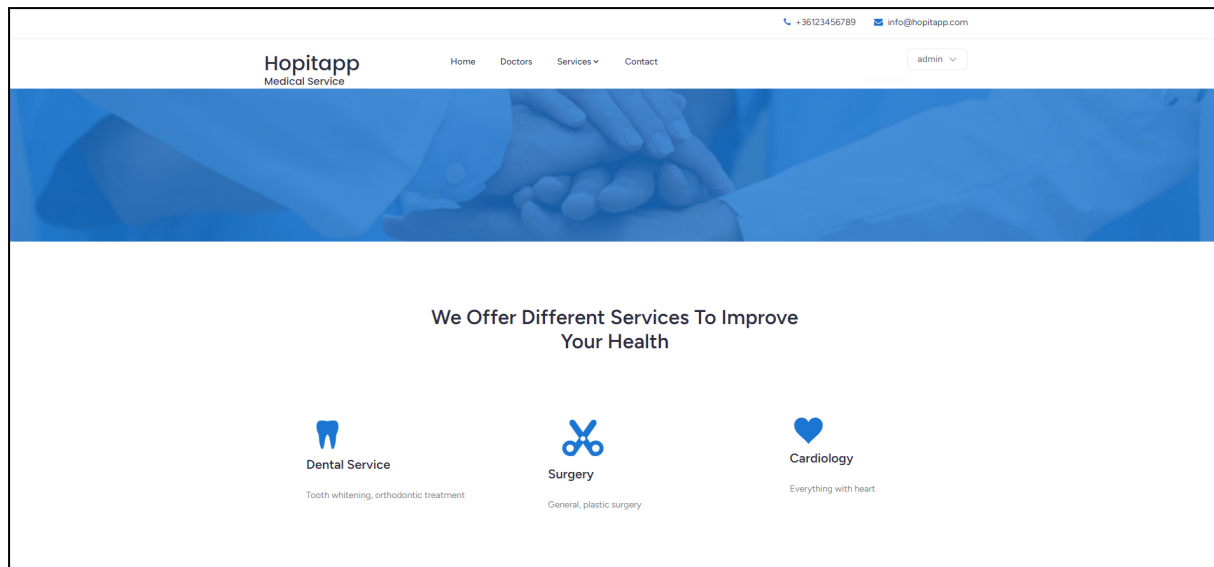 +36123456789 info@hopitapp.com
Hopitapp
Medical Service
Home Doctors Services Contact
admin
We Offer Different Services To Improve
Your Health
Dental Service
Tooth whitening, orthodontic treatment
Surgery
General, plastic surgery
Cardiology
Everything with heart